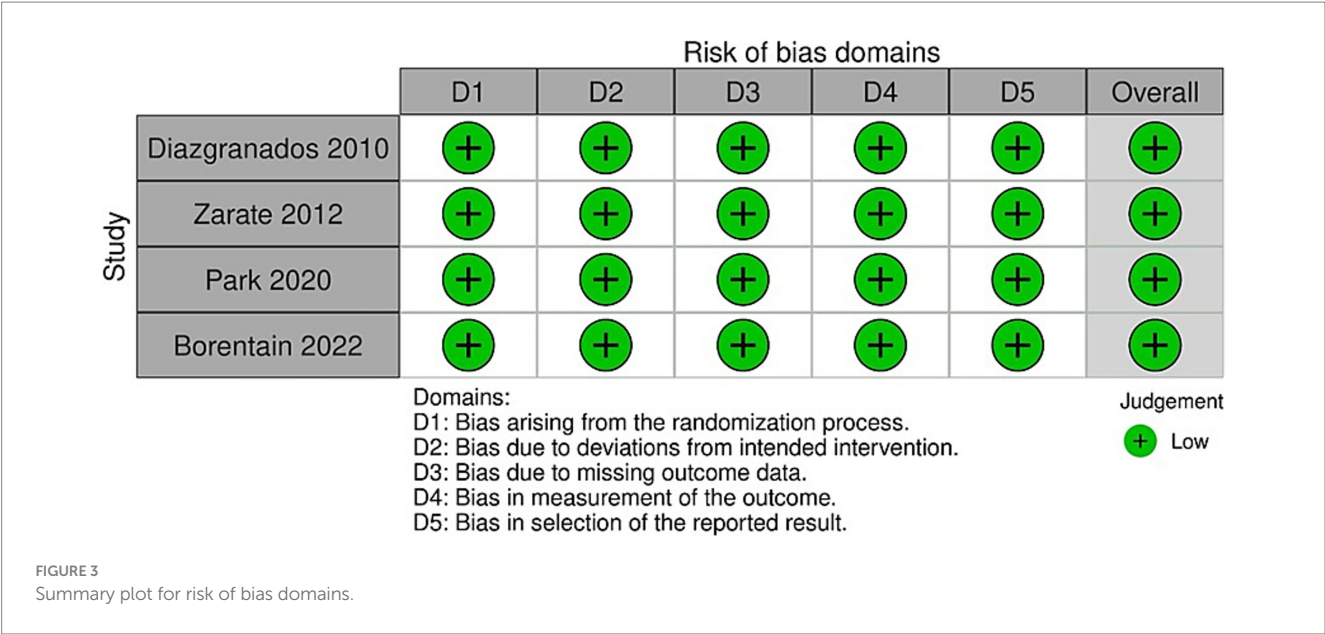 Risk of bias domains
D1 D2 D3 D4 D5 Overall
Study
Diazgranados 2010 + + + + + +
Zarate 2012 + + + + + +
Park 2020 + + + + + +
Borentain 2022 + + + + + +
Domains:
D1: Bias arising from the randomization process.
D2: Bias due to deviations from intended intervention.
D3: Bias due to missing outcome data.
D4: Bias in measurement of the outcome.
D5: Bias in selection of the reported result.
Judgement
+ Low
FIGURE 3
Summary plot for risk of bias domains.